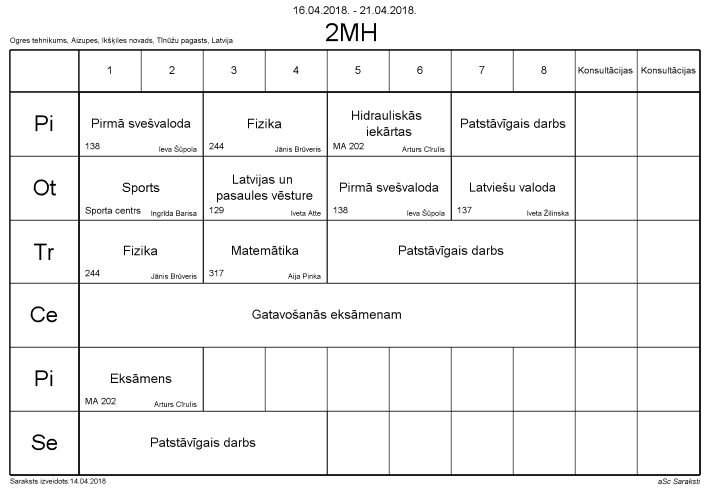 16.04.2018. - 21.04.2018.
2MH
Ogres tehnikums, Aizupes, Ikšķiles novads, Tīnūžu pagasts, Latvija
1 2 3 4 5 6 7 8 Konsultācijas Konsultācijas
Pi
Pirmā svešvaloda
138 Ieva Šūpola
Fizika
244 Jānis Brūveris
Hidrauliskās
iekārtas
MA 202 Arturs Cīrulis
Patstāvīgais darbs
Ot
Sports
Sporta centrs Ingrīda Barisa
Latvijas un
pasaules vēsture
129 Iveta Atte
Pirmā svešvaloda
138 Ieva Šūpola
Latviešu valoda
137 Iveta Žilinska
Tr
Fizika
244 Jānis Brūveris
Matemātika
317 Aija Pinka
Patstāvīgais darbs
Ce
Gatavošanās eksāmenam
Pi
Eksāmens
MA 202 Arturs Cīrulis
Se
Patstāvīgais darbs
Saraksts izveidots:14.04.2018
aSc Saraksti